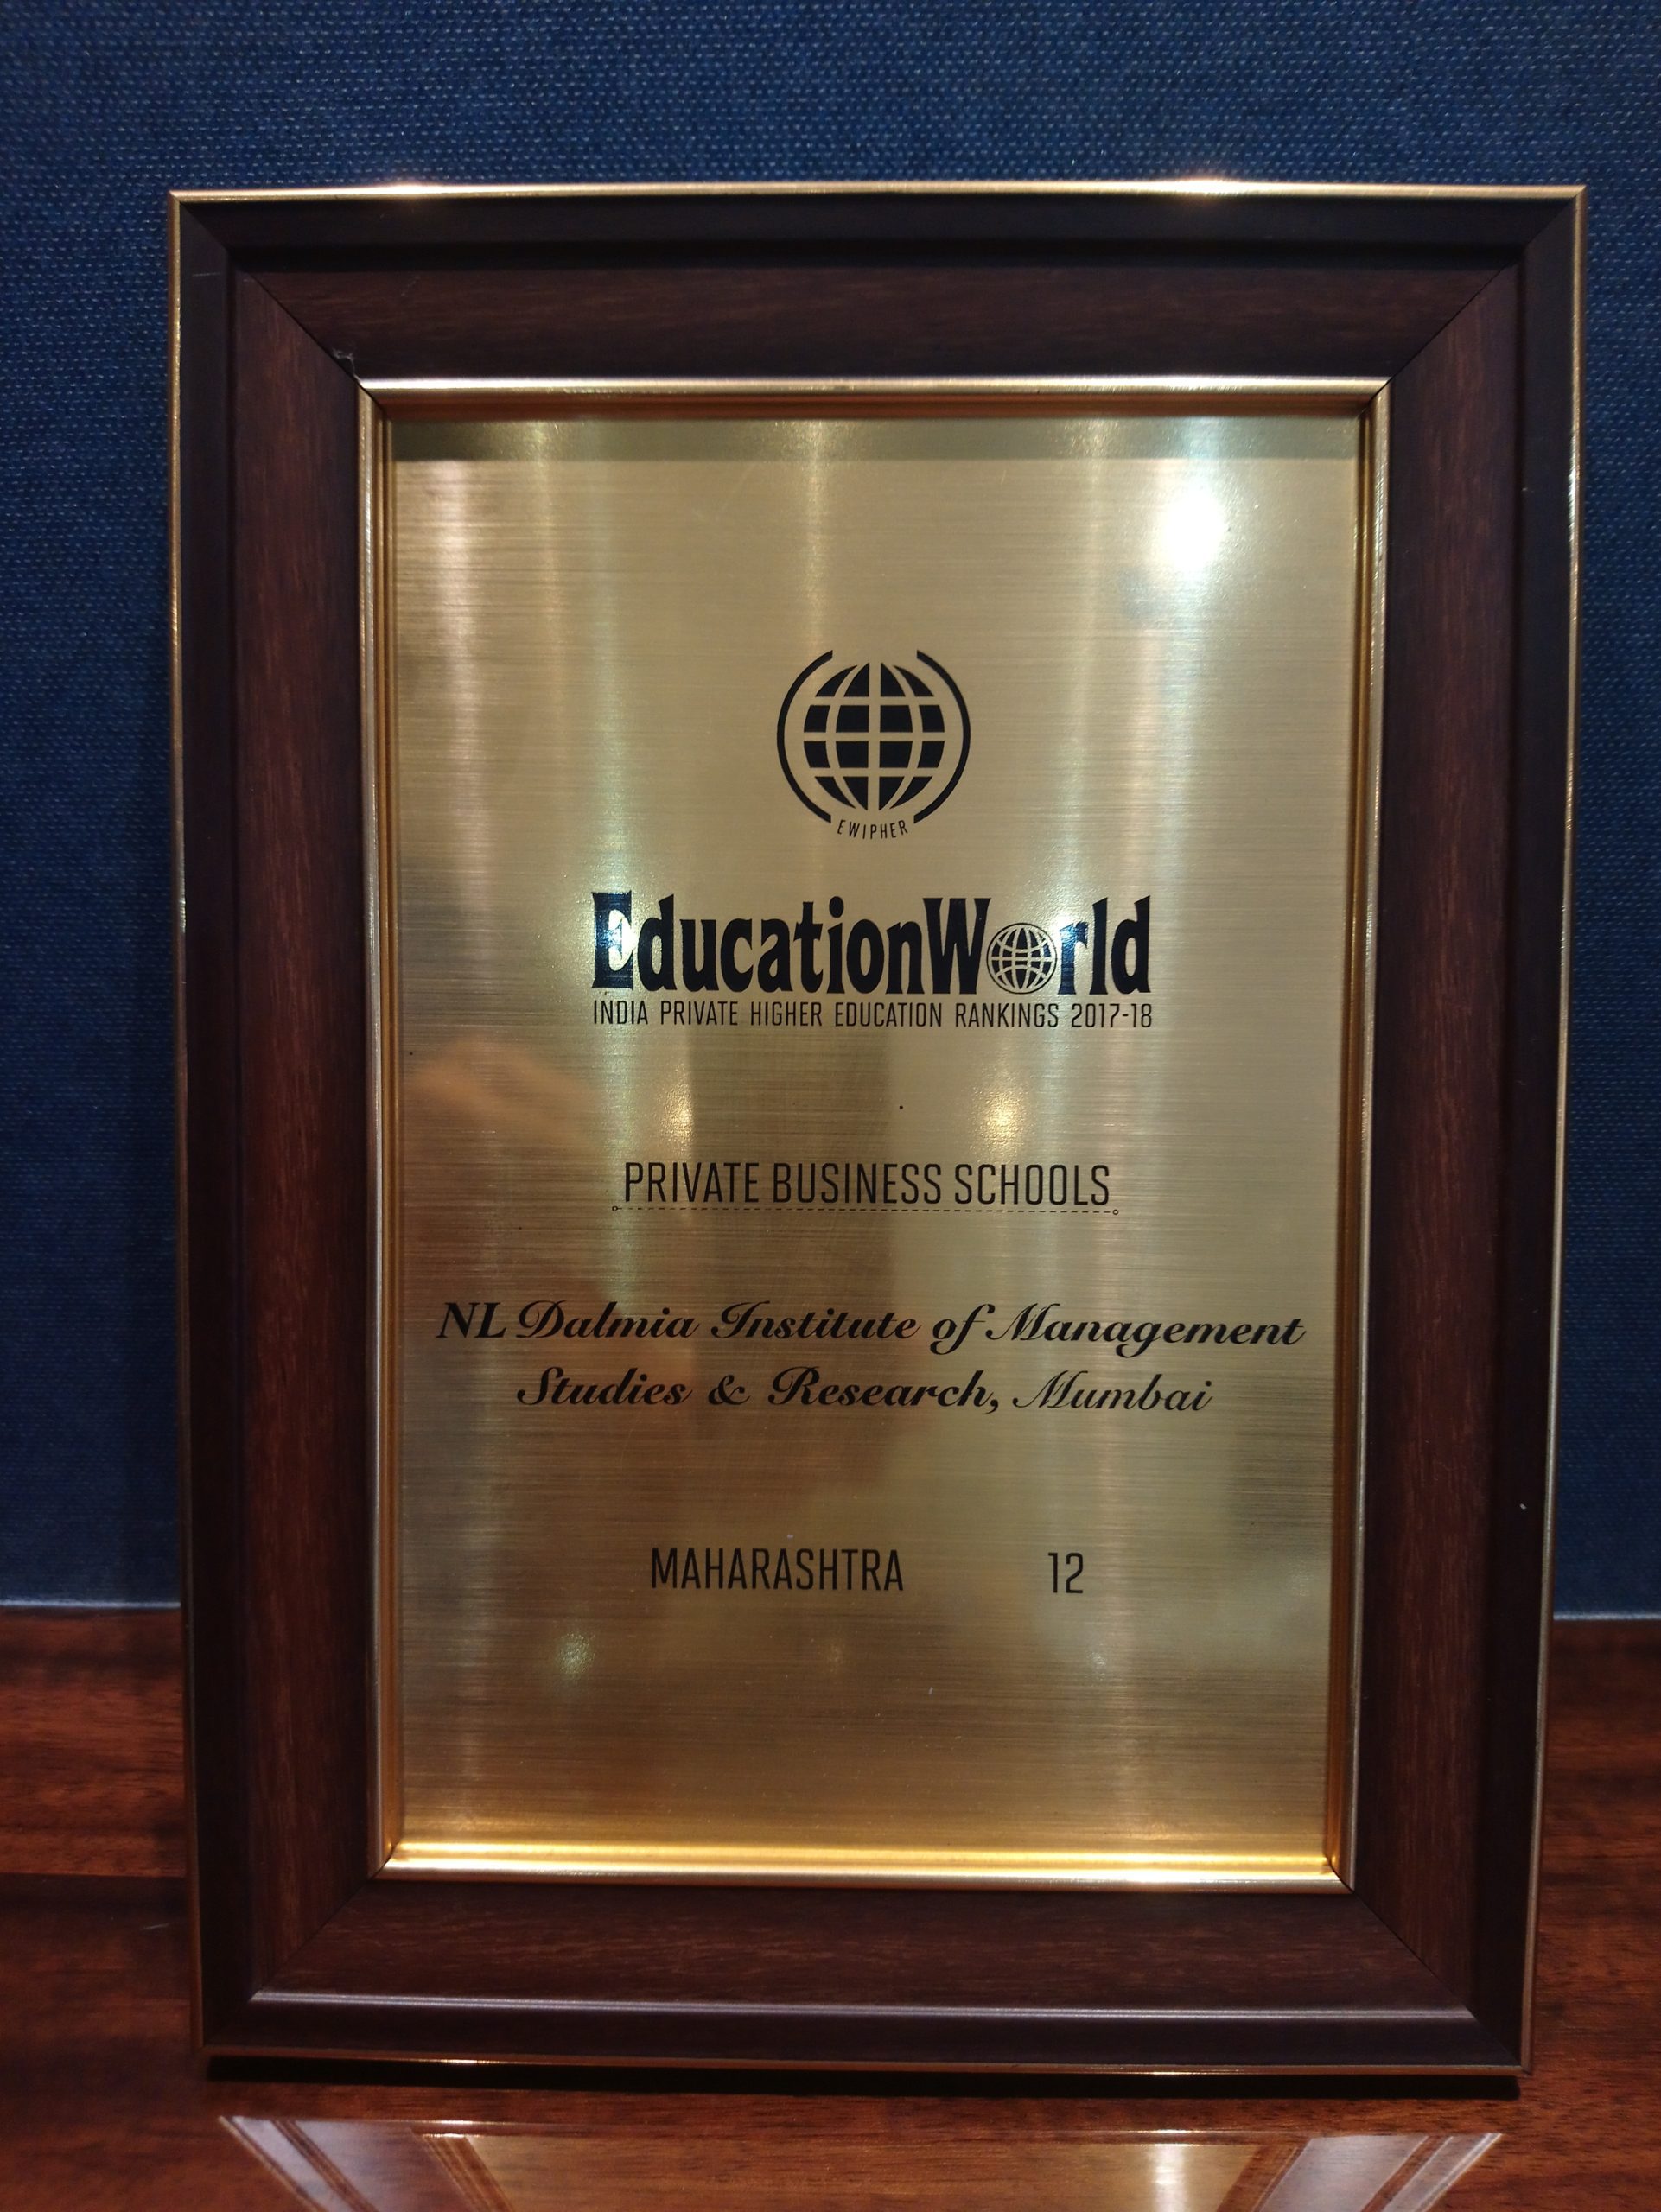 EWIPHER
EducationWorld
INDIA PRIVATE HIGHER EDUCATION RANKINGS 2017-18
PRIVATE BUSINESS SCHOOLS
NL Dalmia Institute of Management
Studies & Research, Mumbai
MAHARASHTRA 12